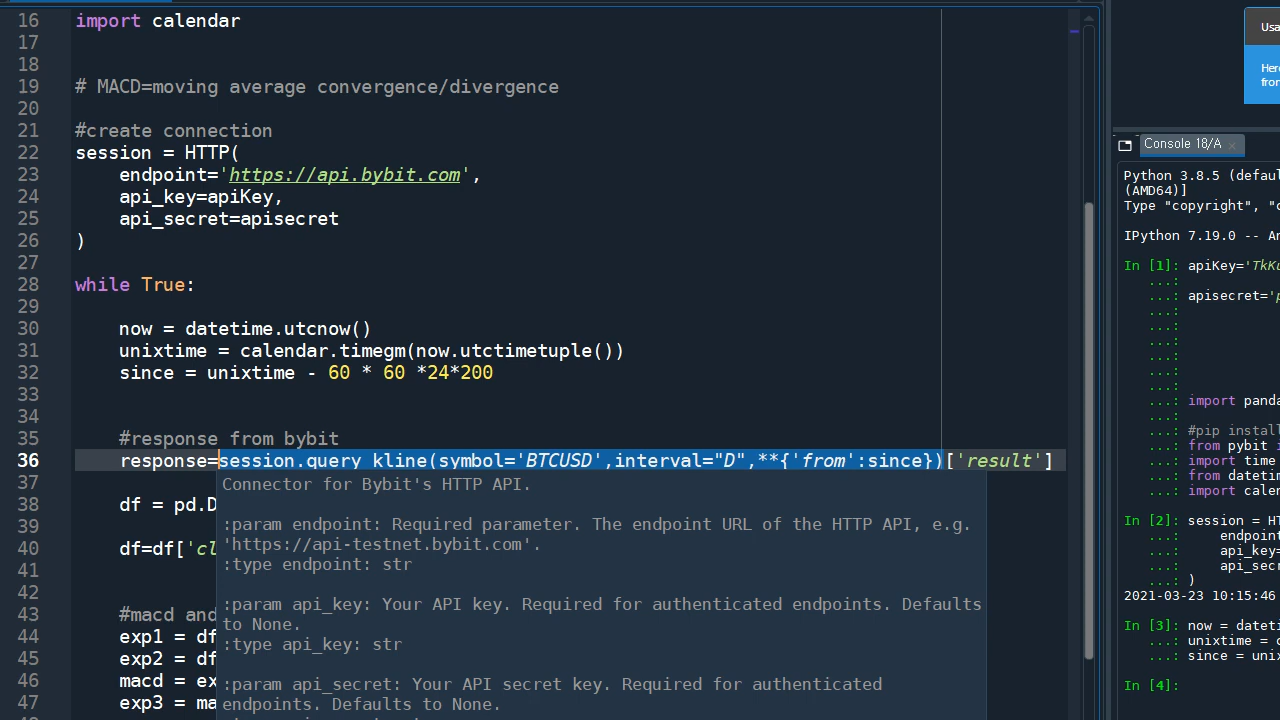 16 import calendar
17
18
19 # MACD=moving average convergence/divergence
20
21 #create connection
22 session = HTTP(
23 endpoint='https://api.bybit.com',
24 api_key=apiKey,
25 api_secret=apisecret
26 )
27
28 while True:
29
30 now = datetime.utcnow()
31 unixtime = calendar.timegm(now.utctimetuple())
32 since = unixtime - 60 * 60 *24*200
33
34
35 #response from bybit
36 response=session.query_kline(symbol='BTCUSD',interval="D",**{'from':since})['result']
37
38 df = pd.D
39
40 df=df['cl
41
42
43 #macd and
44 exp1 = df
45 exp2 = df
46 macd = ex
47 exp3 = ma
Connector for Bybit's HTTP API.
:param endpoint: Required parameter. The endpoint URL of the HTTP API, e.g.
'https://api-testnet.bybit.com'.
:type endpoint: str
:param api_key: Your API key. Required for authenticated endpoints. Defaults
to None.
:type api_key: str
:param api_secret: Your API secret key. Required for authenticated
endpoints. Defaults to None.
Usa
Here
from
Console 18/A
Python 3.8.5 (defaul
(AMD64)]
Type "copyright", "c
IPython 7.19.0 -- An
In [1]: apiKey='TkKu
...:
...: apisecret='p
...:
...:
...:
...:
...:
...:
...: import panda
...:
...: #pip instal
...: from pybit i
...: import time
...: from datetim
...: import calen
In [2]: session = HT
...: endpoint
...: api_key=
...: api_secr
...: )
2021-03-23 10:15:46
In [3]: now = dateti
...: unixtime = c
...: since = unix
In [4]: